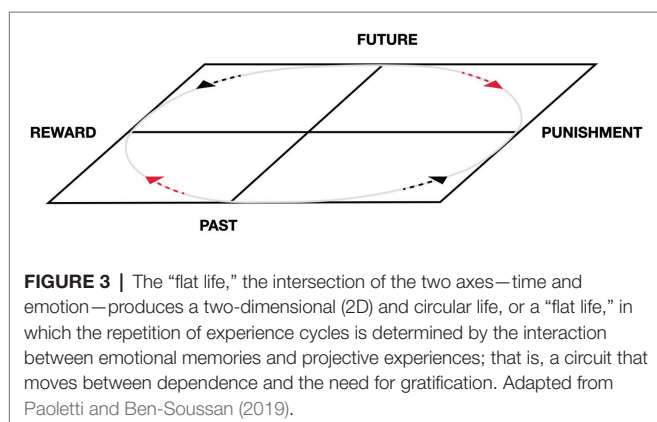 FUTURE
REWARD
PUNISHMENT
PAST
FIGURE 3 | The “flat life,” the intersection of the two axes—time and
emotion—produces a two-dimensional (2D) and circular life, or a “flat life,” in
which the repetition of experience cycles is determined by the interaction
between emotional memories and projective experiences; that is, a circuit that
moves between dependence and the need for gratification. Adapted from
Paoletti and Ben-Soussan (2019).